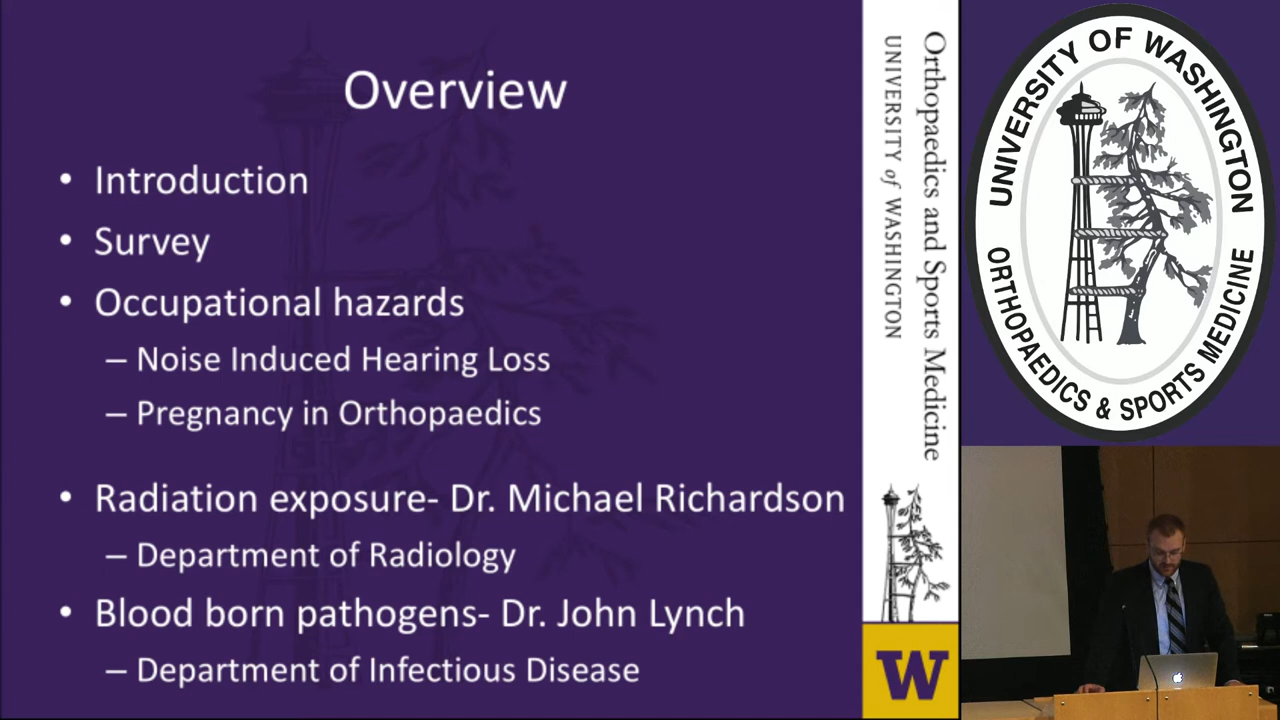 Overview
• Introduction
• Survey
• Occupational hazards
– Noise Induced Hearing Loss
– Pregnancy in Orthopaedics
• Radiation exposure- Dr. Michael Richardson
– Department of Radiology
• Blood born pathogens- Dr. John Lynch
– Department of Infectious Disease
Orthopaedics and Sports Medicine
UNIVERSITY of WASHINGTON
W
UNIVERSITY OF WASHINGTON
ORTHOPAEDICS & SPORTS MEDICINE